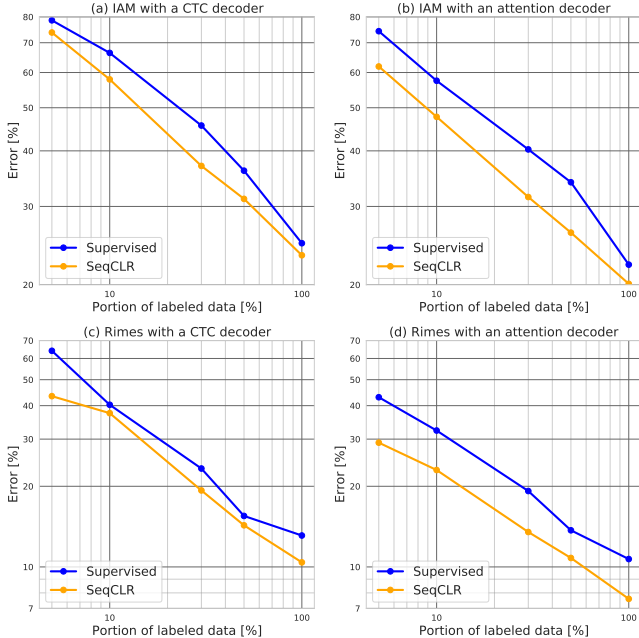 (a) IAM with a CTC decoder
80
70
60
50
40
30
20
Error [%]
Supervised
SeqCLR
10
100
Portion of labeled data [%]
(b) IAM with an attention decoder
80
70
60
50
40
30
20
Error [%]
Supervised
SeqCLR
10
100
Portion of labeled data [%]
(c) Rimes with a CTC decoder
70
60
50
40
30
20
10
7
Error [%]
Supervised
SeqCLR
10
100
Portion of labeled data [%]
(d) Rimes with an attention decoder
70
60
50
40
30
20
10
7
Error [%]
Supervised
SeqCLR
10
100
Portion of labeled data [%]